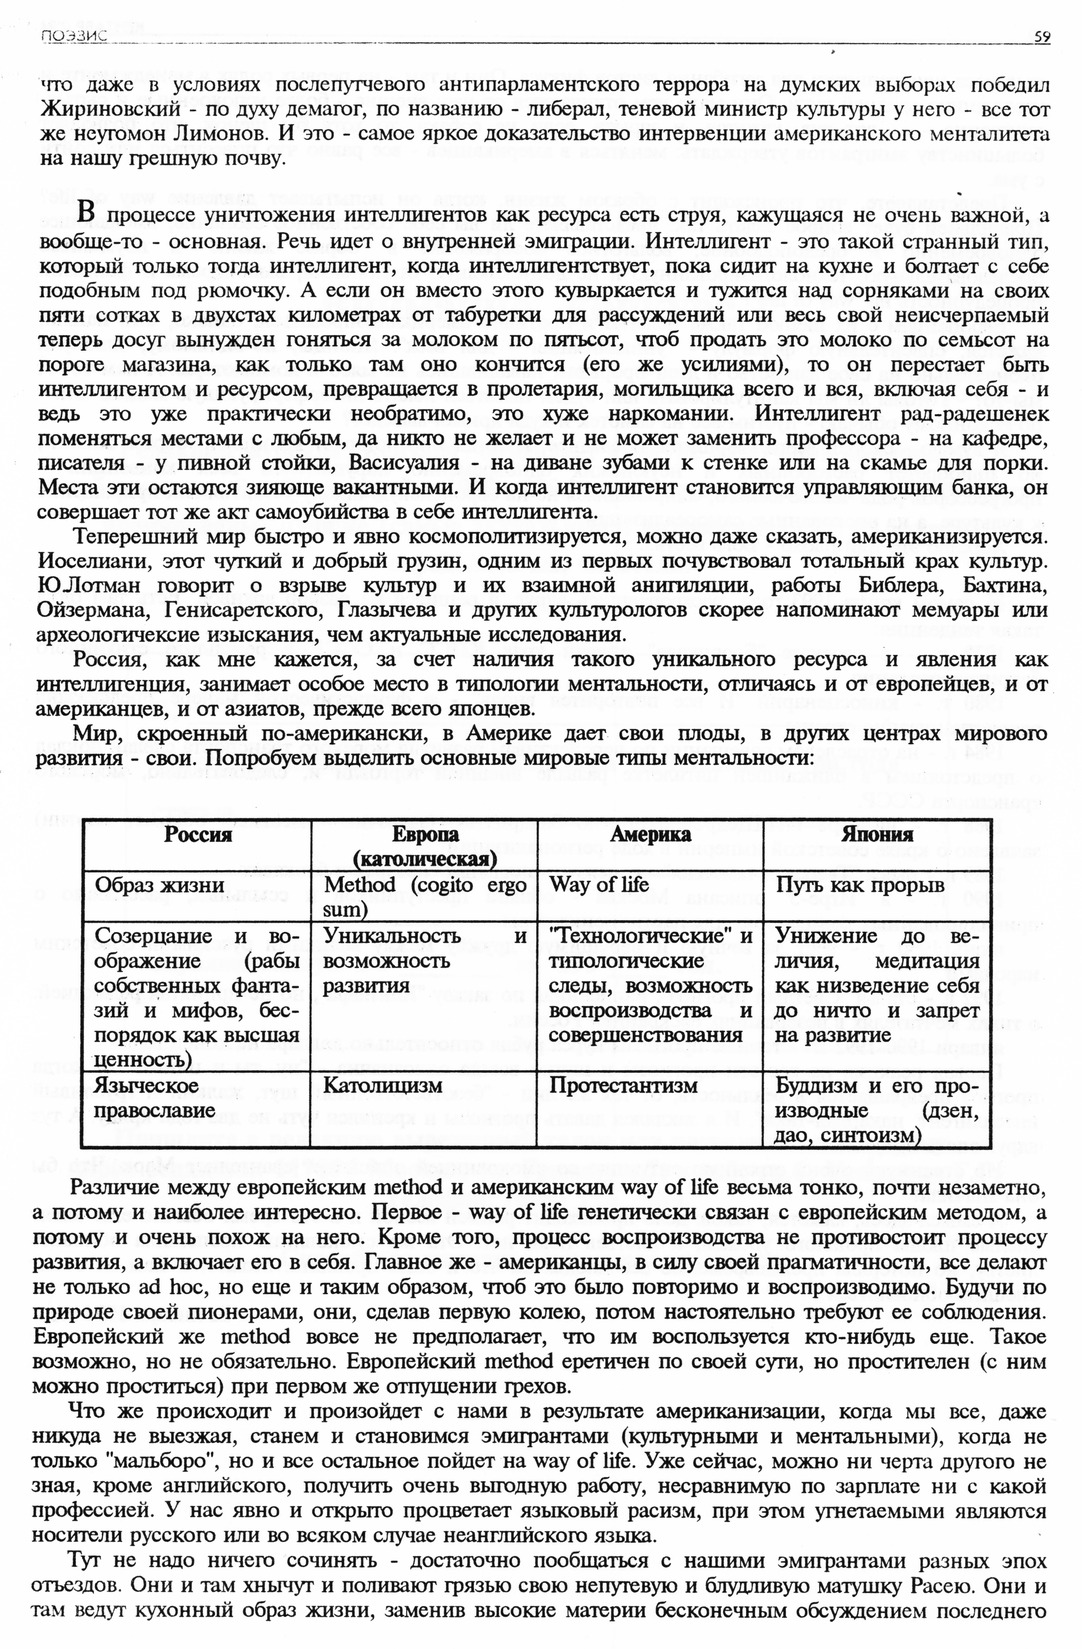 ПОЭЗИС 59
что даже в условиях послепутчевого антипарламентского террора на думских выборах победил
Жириновский - по духу демагог, по названию - либерал, теневой министр культуры у него - все тот
же неугомон Лимонов. И это - самое яркое доказательство интервенции американского менталитета
на нашу грешную почву.
В процессе уничтожения интеллигентов как ресурса есть струя, кажущаяся не очень важной, а
вообще-то - основная. Речь идет о внутренней эмиграции. Интеллигент - это такой странный тип,
который только тогда интеллигент, когда интеллигентствует, пока сидит на кухне и болтает с себе
подобным под рюмочку. А если он вместо этого кувыркается и тужится над сорняками на своих
пяти сотках в двухстах километрах от табуретки для рассуждений или весь свой неисчерпаемый
теперь досуг вынужден гоняться за молоком по пятьсот, чтоб продать это молоко по семьсот на
пороге магазина, как только там оно кончится (его же усилиями), то он перестает быть
интеллигентом и ресурсом, превращается в пролетария, могильщика всего и вся, включая себя - и
ведь это уже практически необратимо, это хуже наркомании. Интеллигент рад-радешенек
поменяться местами с любым, да никто не желает и не может заменить профессора - на кафедре,
писателя - у пивной стойки, Васисуалия - на диване зубами к стенке или на скамье для порки.
Места эти остаются зияюще вакантными. И когда интеллигент становится управляющим банка, он
совершает тот же акт самоубийства в себе интеллигента.
Теперешний мир быстро и явно космополитизируется, можно даже сказать, американизируется.
Иоселиани, этот чуткий и добрый грузин, одним из первых почувствовал тотальный крах культур.
Ю.Лотман говорит о взрыве культур и их взаимной анигиляции, работы Библера, Бахтина,
Ойзермана, Генисаретского, Глазычева и других культурологов скорее напоминают мемуары или
археологичексие изыскания, чем актуальные исследования.
Россия, как мне кажется, за счет наличия такого уникального ресурса и явления как
интеллигенция, занимает особое место в типологии ментальности, отличаясь и от европейцев, и от
американцев, и от азиатов, прежде всего японцев.
Мир, скроенный по-американски, в Америке дает свои плоды, в других центрах мирового
развития - свои. Попробуем выделить основные мировые типы ментальности:
Россия
Европа
(католическая)
Америка
Япония
Образ жизни
Method (cogito ergo
sum)
Way of life
Путь как прорыв
Созерцание и во-
ображение (рабы
собственных фанта-
зий и мифов, бес-
порядок как высшая
ценность)
Уникальность и
возможность
развития
"Технологические" и
типологические
следы, возможность
воспроизводства и
совершенствования
Унижение до ве-
личия, медитация
как низведение себя
до ничто и запрет
на развитие
Языческое
православие
Католицизм
Протестантизм
Буддизм и его про-
изводные (дзен,
дао, синтоизм)
Различие между европейским method и американским way of life весьма тонко, почти незаметно,
а потому и наиболее интересно. Первое - way of life генетически связан с европейским методом, а
потому и очень похож на него. Кроме того, процесс воспроизводства не противостоит процессу
развития, а включает его в себя. Главное же - американцы, в силу своей прагматичности, все делают
не только ad hoc, но еще и таким образом, чтоб это было повторимо и воспроизводимо. Будучи по
природе своей пионерами, они, сделав первую колею, потом настоятельно требуют ее соблюдения.
Европейский же method вовсе не предполагает, что им воспользуется кто-нибудь еще. Такое
возможно, но не обязательно. Европейский method еретичен по своей сути, но простителен (с ним
можно проститься) при первом же отпущении грехов.
Что же происходит и произойдет с нами в результате американизации, когда мы все, даже
никуда не выезжая, станем и становимся эмигрантами (культурными и ментальными), когда не
только "мальборо", но и все остальное пойдет на way of life. Уже сейчас, можно ни черта другого не
зная, кроме английского, получить очень выгодную работу, несравнимую по зарплате ни с какой
профессией. У нас явно и открыто процветает языковый расизм, при этом угнетаемыми являются
носители русского или во всяком случае неанглийского языка.
Тут не надо ничего сочинять - достаточно пообщаться с нашими эмигрантами разных эпох
отъездов. Они и там хнычут и поливают грязью свою непутевую и блудливую матушку Расею. Они и
там ведут кухонный образ жизни, заменив высокие материи бесконечным обсуждением последнего